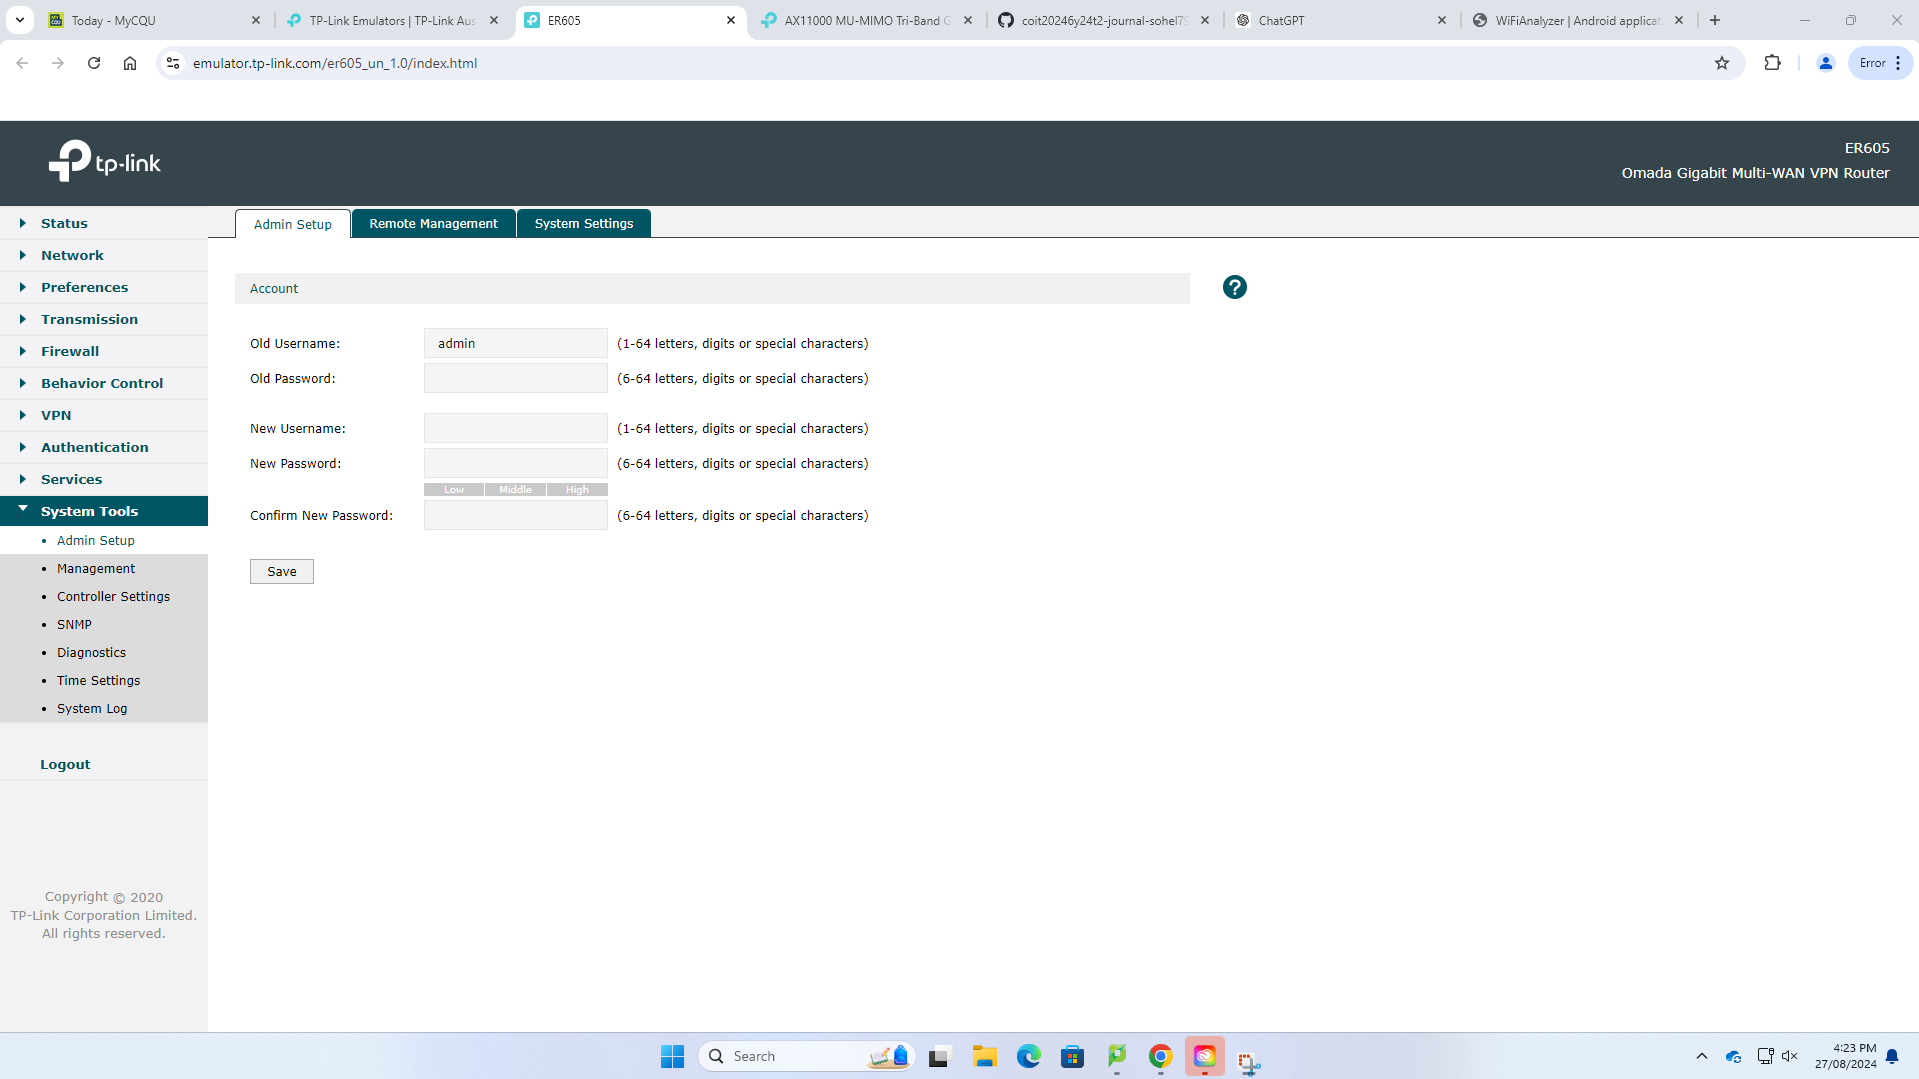 Today - MyCQU
TP-Link Emulators | TP-Link Aus
ER605
AX11000 MU-MIMO Tri-Band G
coit20246y24t2-journal-sohel79
ChatGPT
WiFiAnalyzer | Android applicat
emulator.tp-link.com/er605_un_1.0/index.html
Error
tp-link
ER605
Omada Gigabit Multi-WAN VPN Router
Status
Network
Preferences
Transmission
Firewall
Behavior Control
VPN
Authentication
Services
System Tools
Admin Setup
Management
Controller Settings
SNMP
Diagnostics
Time Settings
System Log
Logout
Copyright © 2020
TP-Link Corporation Limited.
All rights reserved.
Admin Setup Remote Management System Settings
Account
?
Old Username: admin (1-64 letters, digits or special characters)
Old Password: (6-64 letters, digits or special characters)
New Username: (1-64 letters, digits or special characters)
New Password: (6-64 letters, digits or special characters)
Low Middle High
Confirm New Password: (6-64 letters, digits or special characters)
Save
Search
4:23 PM
27/08/2024